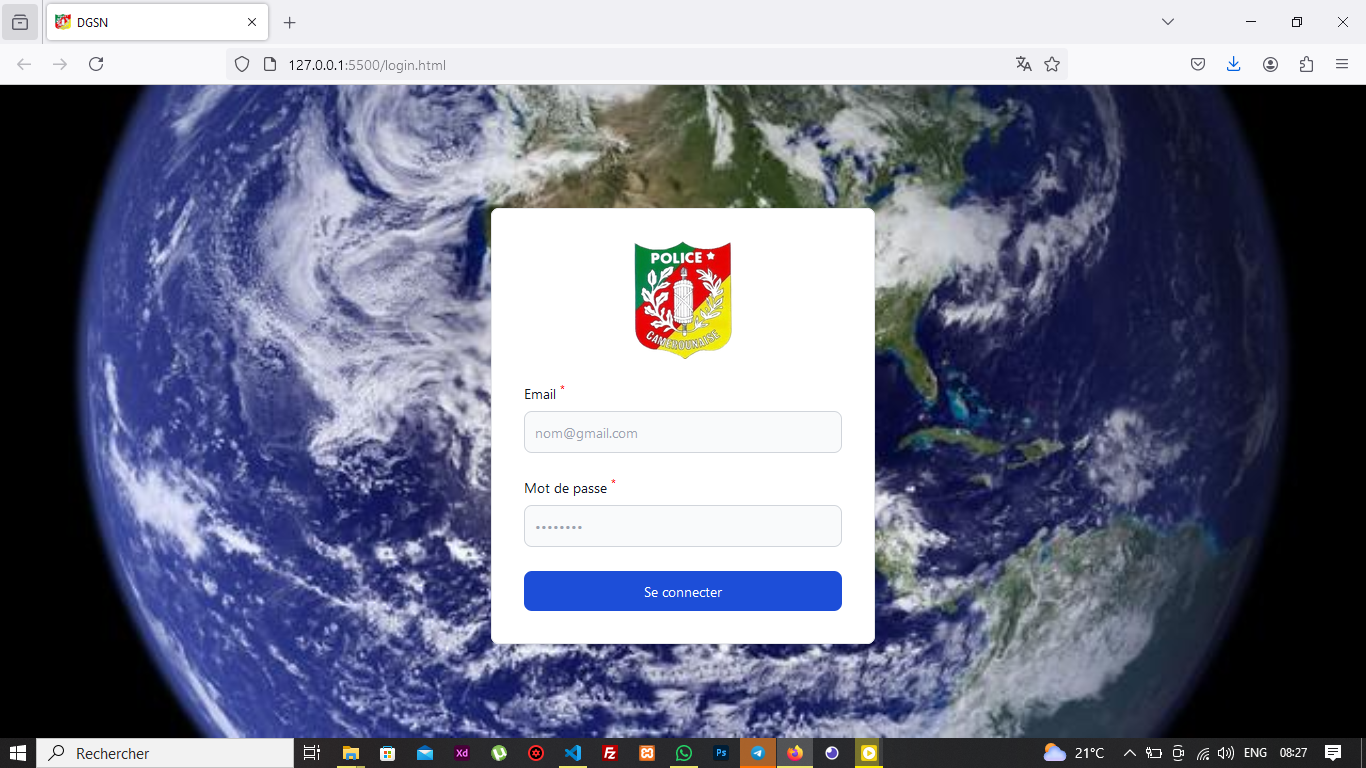 DGSN
127.0.0.1:5500/login.html
POLICE
CAMEROUNAISE
Email *
nom@gmail.com
Mot de passe *
••••••••
Se connecter
Rechercher
Xd
Fz
Ps
21°C
ENG
08:27